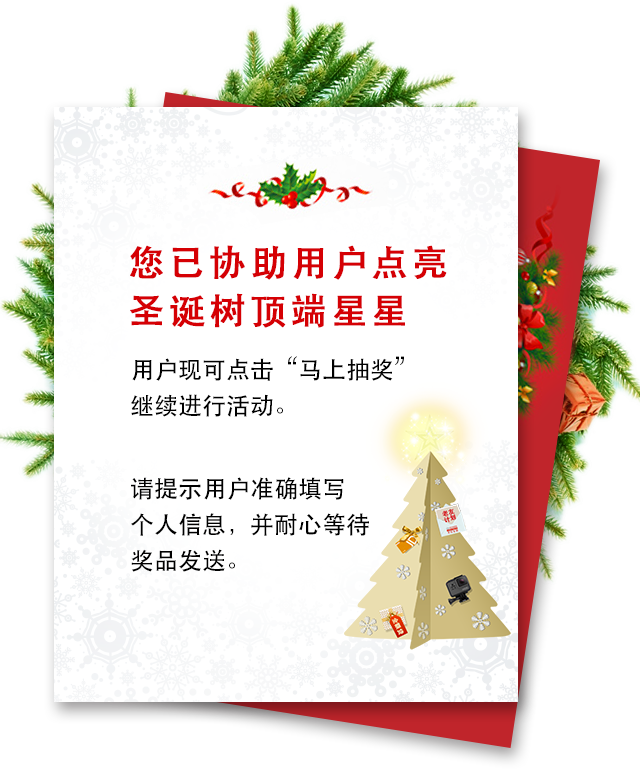 您已协助用户点亮
圣诞树顶端星星
用户现可点击“马上抽奖”
继续进行活动。
请提示用户准确填写
个人信息，并耐心等待
奖品发送。